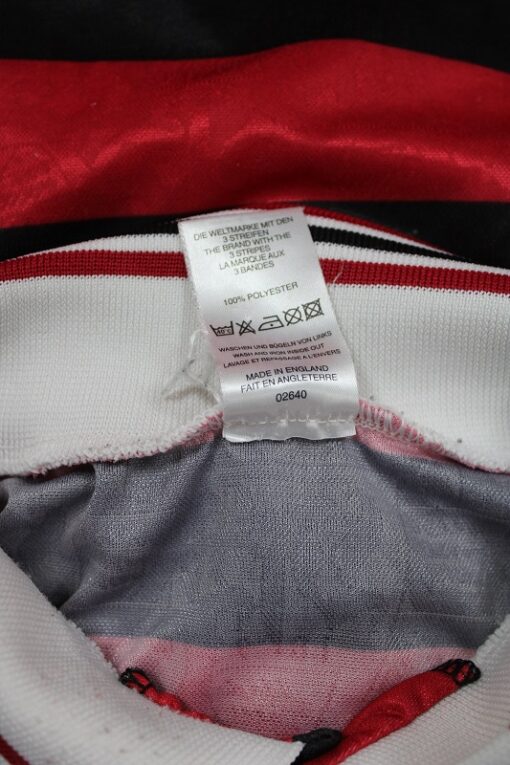 DIE WELTMARKE MIT DEN
3 STREIFEN
THE BRAND WITH THE
3 STRIPES
LA MARQUE AUX
3 BANDES
100% POLYESTER
40°C
WASCHEN UND BÜGELN VON LINKS
WASH AND IRON INSIDE OUT
LAVAGE ET REPASSAGE A L'ENVERS
MADE IN ENGLAND
FAIT EN ANGLETERRE
02640